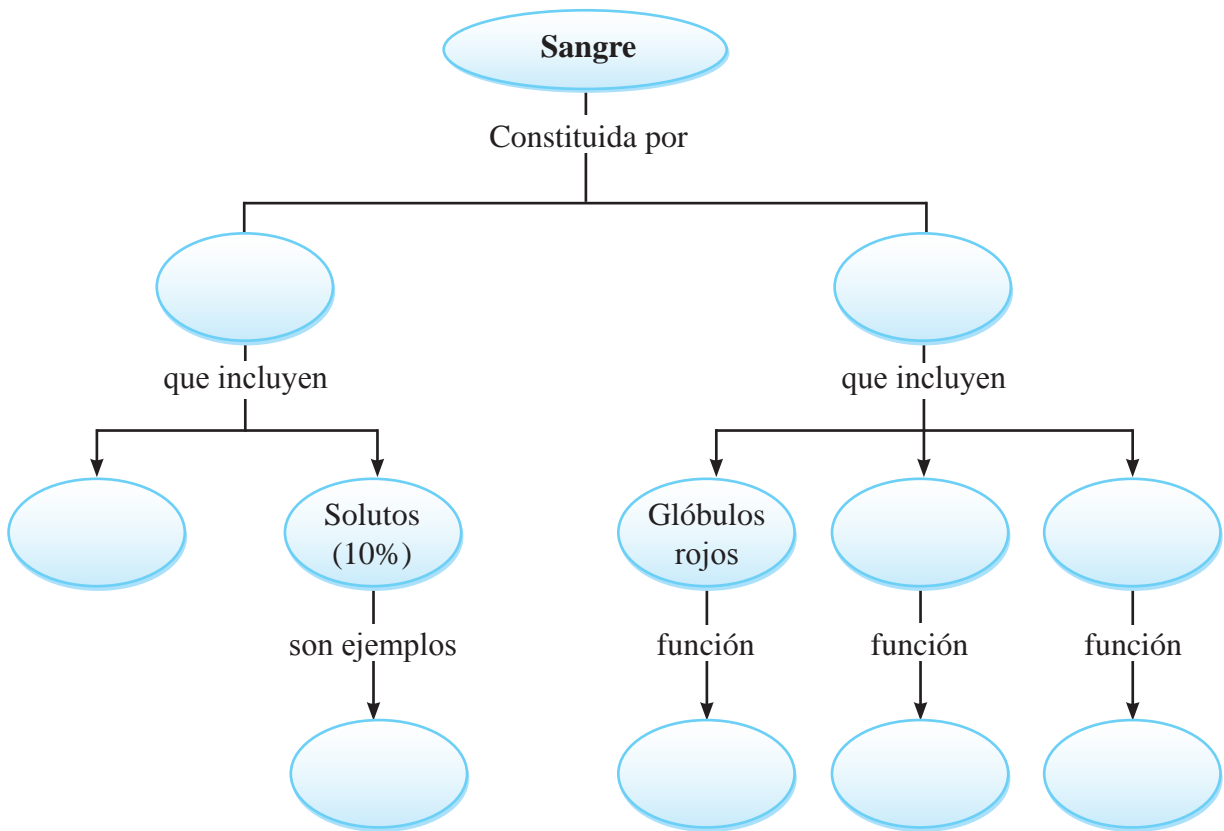 Sangre
Constituida por
que incluyen
que incluyen
Solutos
(10%)
Glóbulos
rojos
son ejemplos
función
función
función